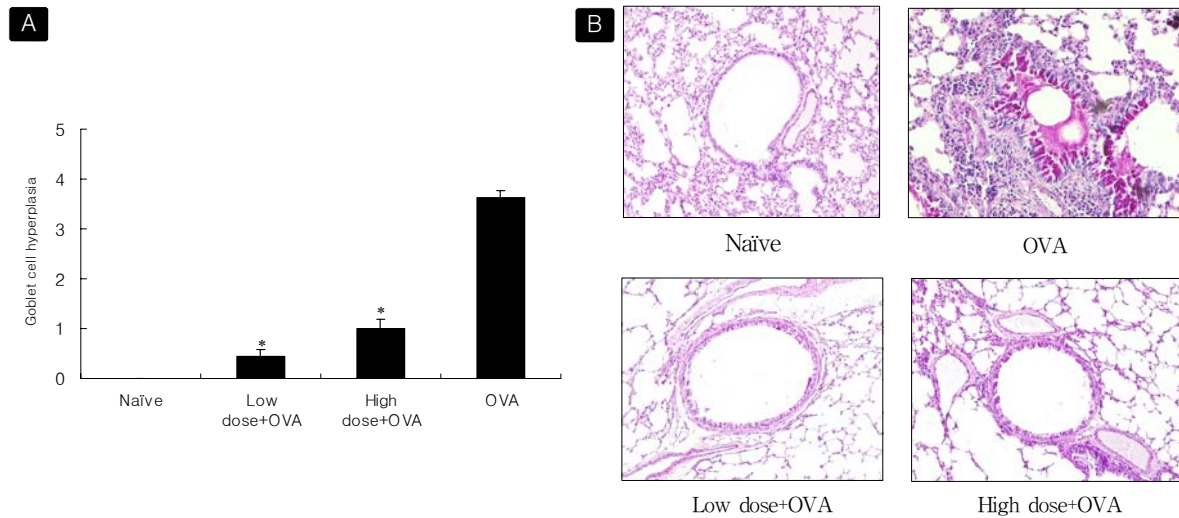 A
Goblet cell hyperplasia
5
4
3
2
1
0
*
*
Naïve
Low
dose+OVA
High
dose+OVA
OVA
B
Naïve
OVA
Low dose+OVA
High dose+OVA